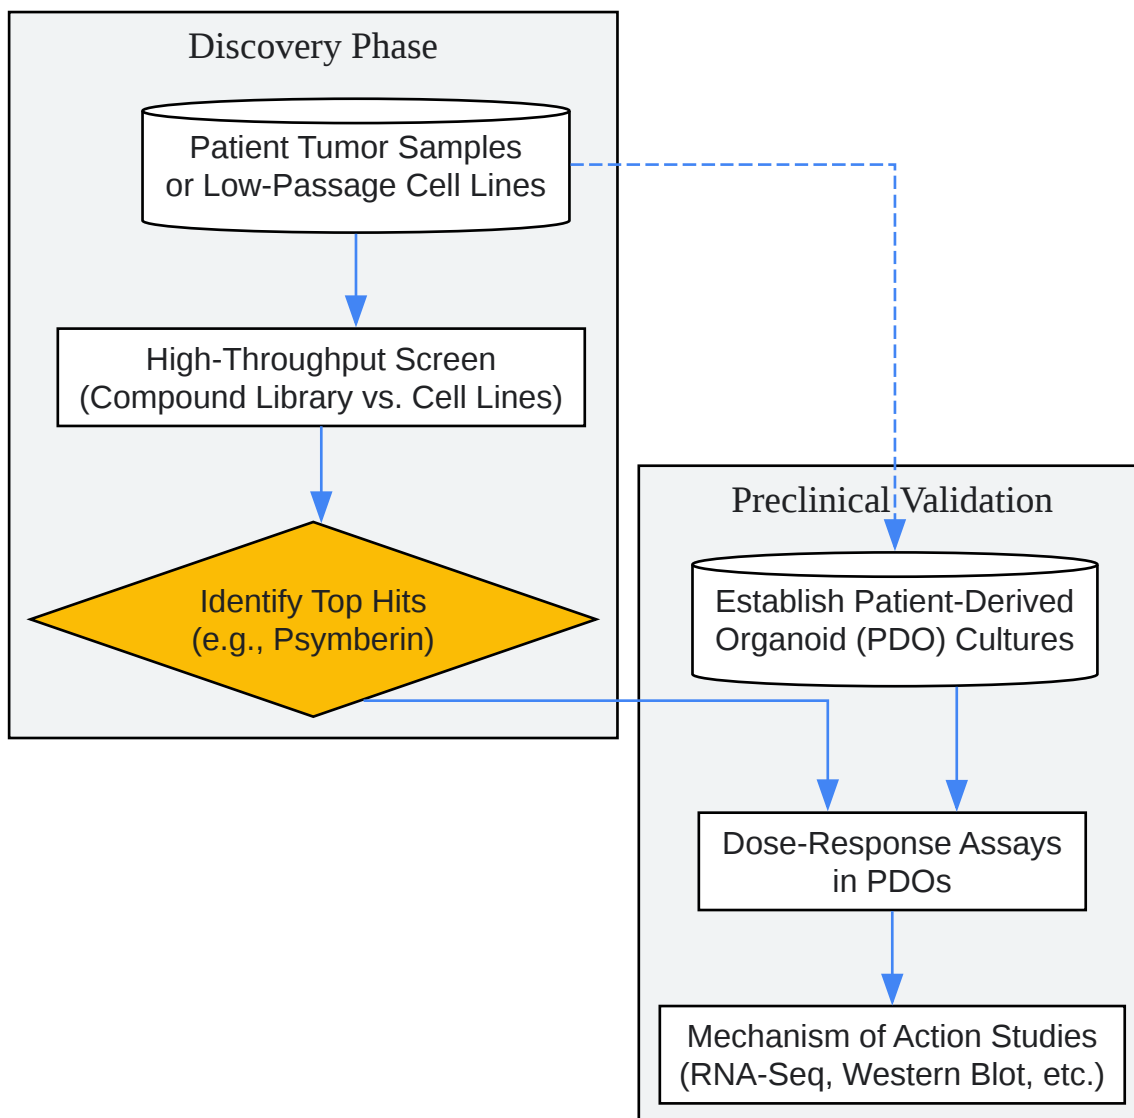 Discovery Phase
Patient Tumor Samples
or Low-Passage Cell Lines
High-Throughput Screen
(Compound Library vs. Cell Lines)
Identify Top Hits
(e.g., Psymberin)
Preclinical Validation
Establish Patient-Derived
Organoid (PDO) Cultures
Dose-Response Assays
in PDOs
Mechanism of Action Studies
(RNA-Seq, Western Blot, etc.)